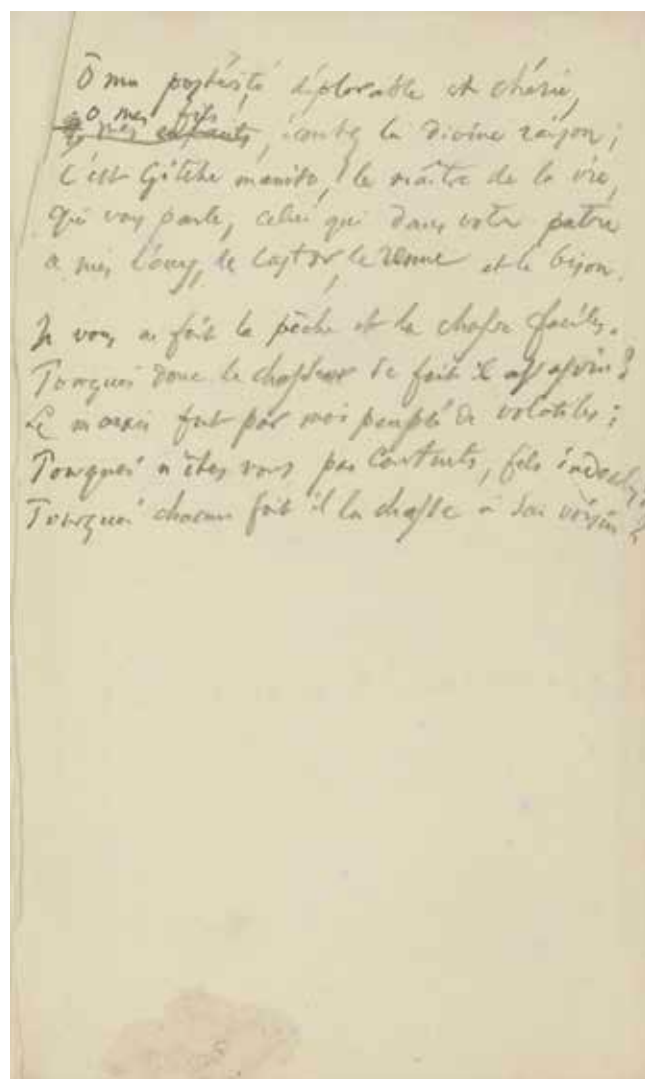 Ô ma postérité déplorable et chérie,
o mes fils,
mes enfants, écoutez la divine raison ;
C'est Gitche manito, le maître de la vie,
Qui vous parle, celui qui dans votre patrie
a mis l'ours, le castor, le renne et le bison.
Je vous ai fait la pêche et la chasse faciles.
Pourquoi donc le chasseur se fait il assassin ?
Le marais fut par moi peuplé de volatiles ;
Pourquoi n'êtes vous pas contents, fils indociles ?
Pourquoi chacun fait il la chasse à son voisin ?